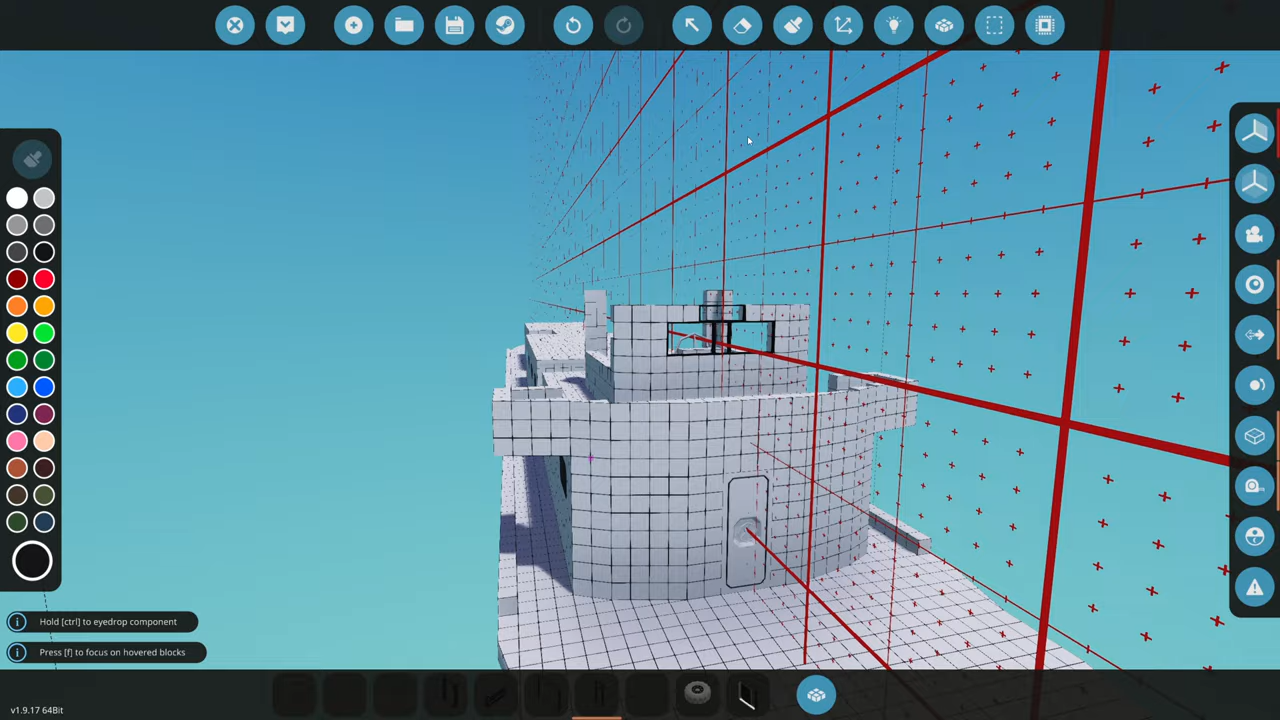 Hold [ctrl] to eyedrop component
Press [f] to focus on hovered blocks
v1.9.17 64Bit